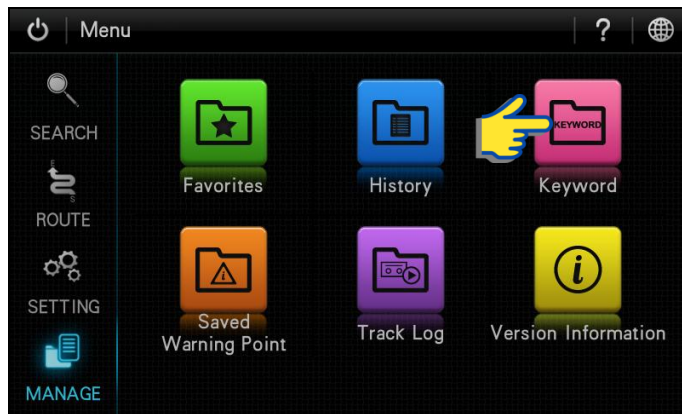 Menu
?
SEARCH
ROUTE
SETTING
MANAGE
Favorites
History
KEYWORD
Keyword
Saved
Warning Point
Track Log
i
Version Information